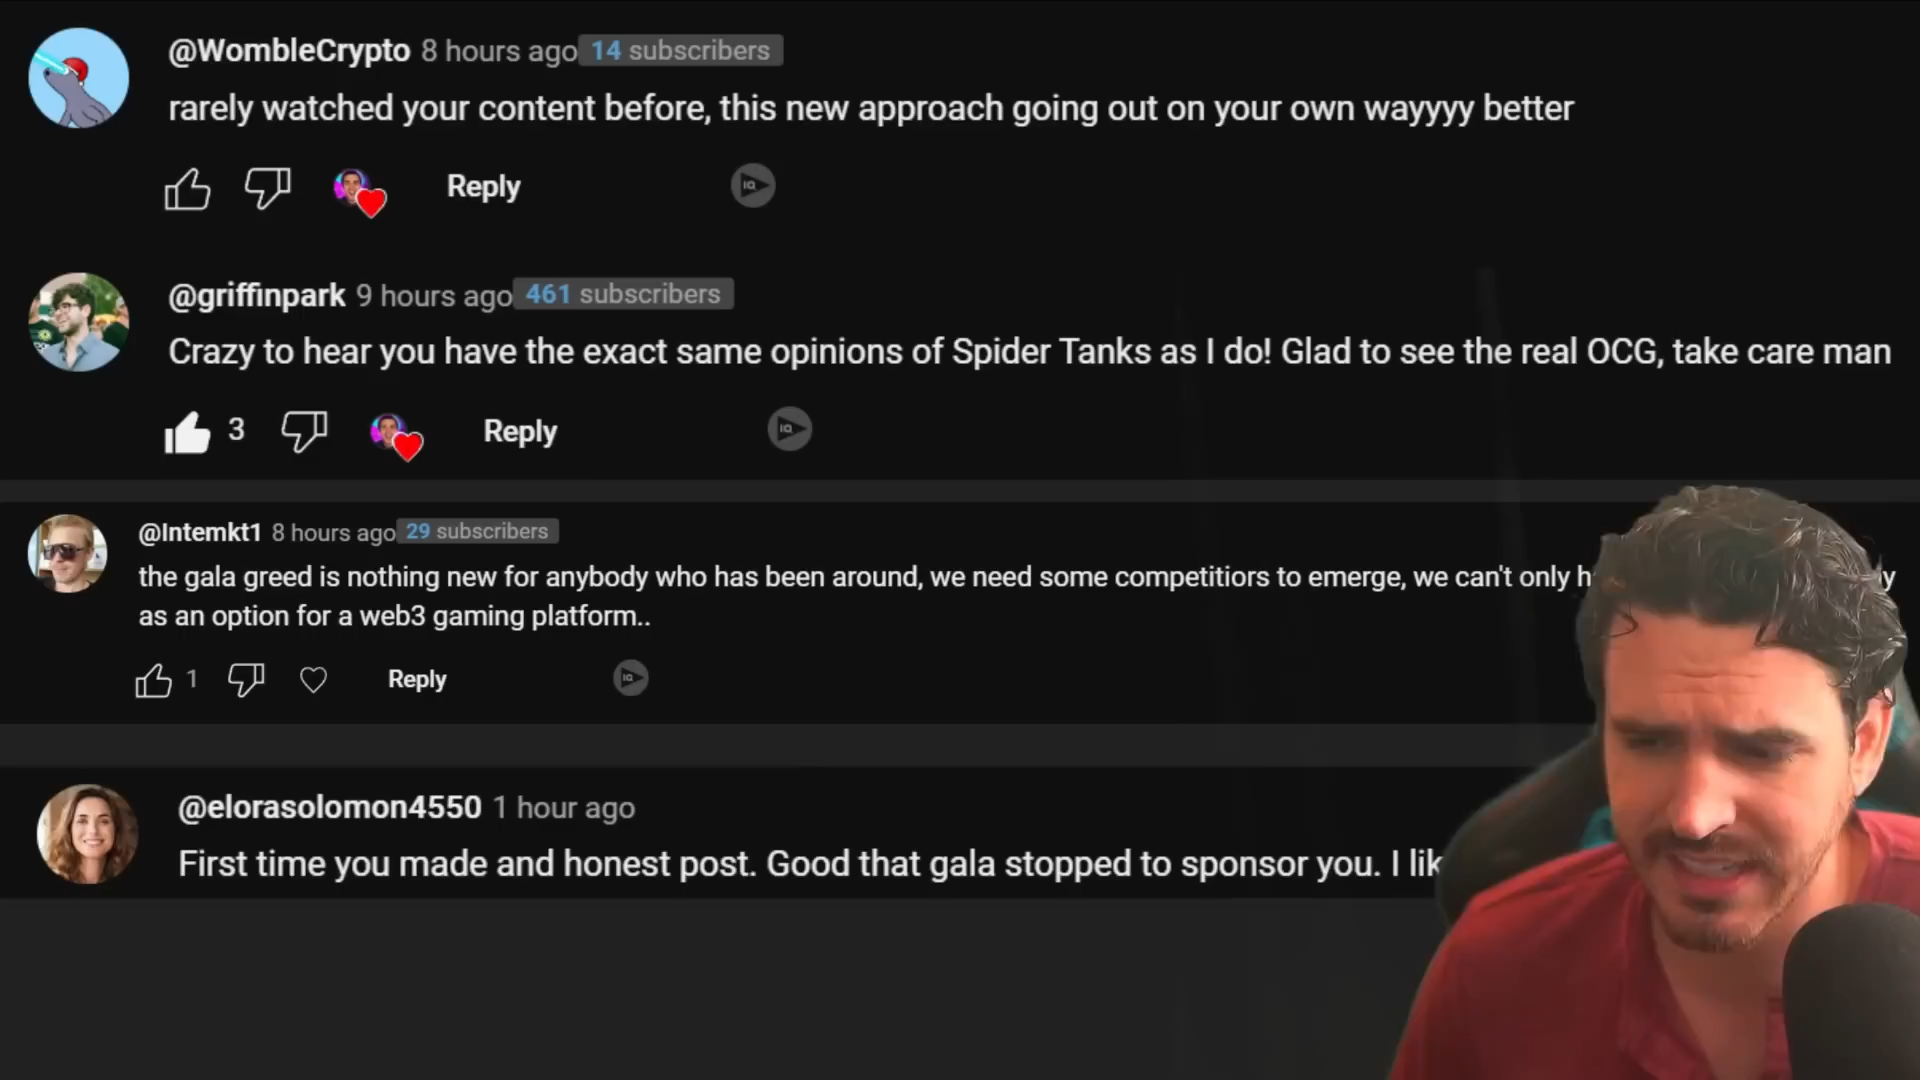 @WombleCrypto 8 hours ago 14 subscribers
rarely watched your content before, this new approach going out on your own wayyyy better
Reply IQ
@griffinpark 9 hours ago 461 subscribers
Crazy to hear you have the exact same opinions of Spider Tanks as I do! Glad to see the real OCG, take care man
3 Reply IQ
@Intemkt1 8 hours ago 29 subscribers
the gala greed is nothing new for anybody who has been around, we need some competitiors to emerge, we can't only
as an option for a web3 gaming platform..
1 Reply IQ
@elorasolomon4550 1 hour ago
First time you made and honest post. Good that gala stopped to sponsor you. I